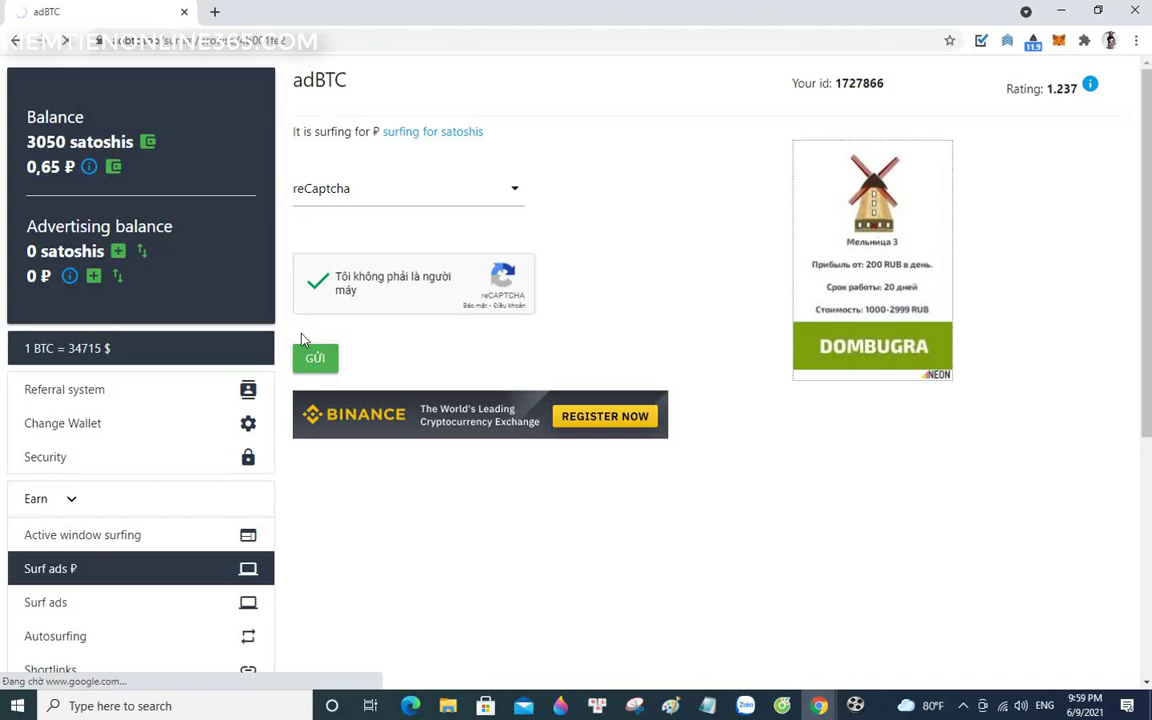 adBTC
KIEMTIENONLINE365.COM
11.9
Balance
3050 satoshis
0,65 ₽
Advertising balance
0 satoshis
0 ₽
1 BTC = 34715 $
Referral system
Change Wallet
Security
Earn
Active window surfing
Surf ads ₽
Surf ads
Autosurfing
Shortlinks
Đang chờ www.google.com...
adBTC
Your id: 1727866
Rating: 1.237
It is surfing for ₽ surfing for satoshis
reCaptcha
Tôi không phải là người
máy
reCAPTCHA
Bảo mật - Điều khoản
GỬI
BINANCE
The World's Leading
Cryptocurrency Exchange
REGISTER NOW
Мельница 3
Прибыль от: 200 RUB в день.
Срок работы: 20 дней
Стоимость: 1000-2999 RUB
DOMBUGRA
NEON
Type here to search
Zalo
80°F
ENG
9:59 PM
6/9/2021